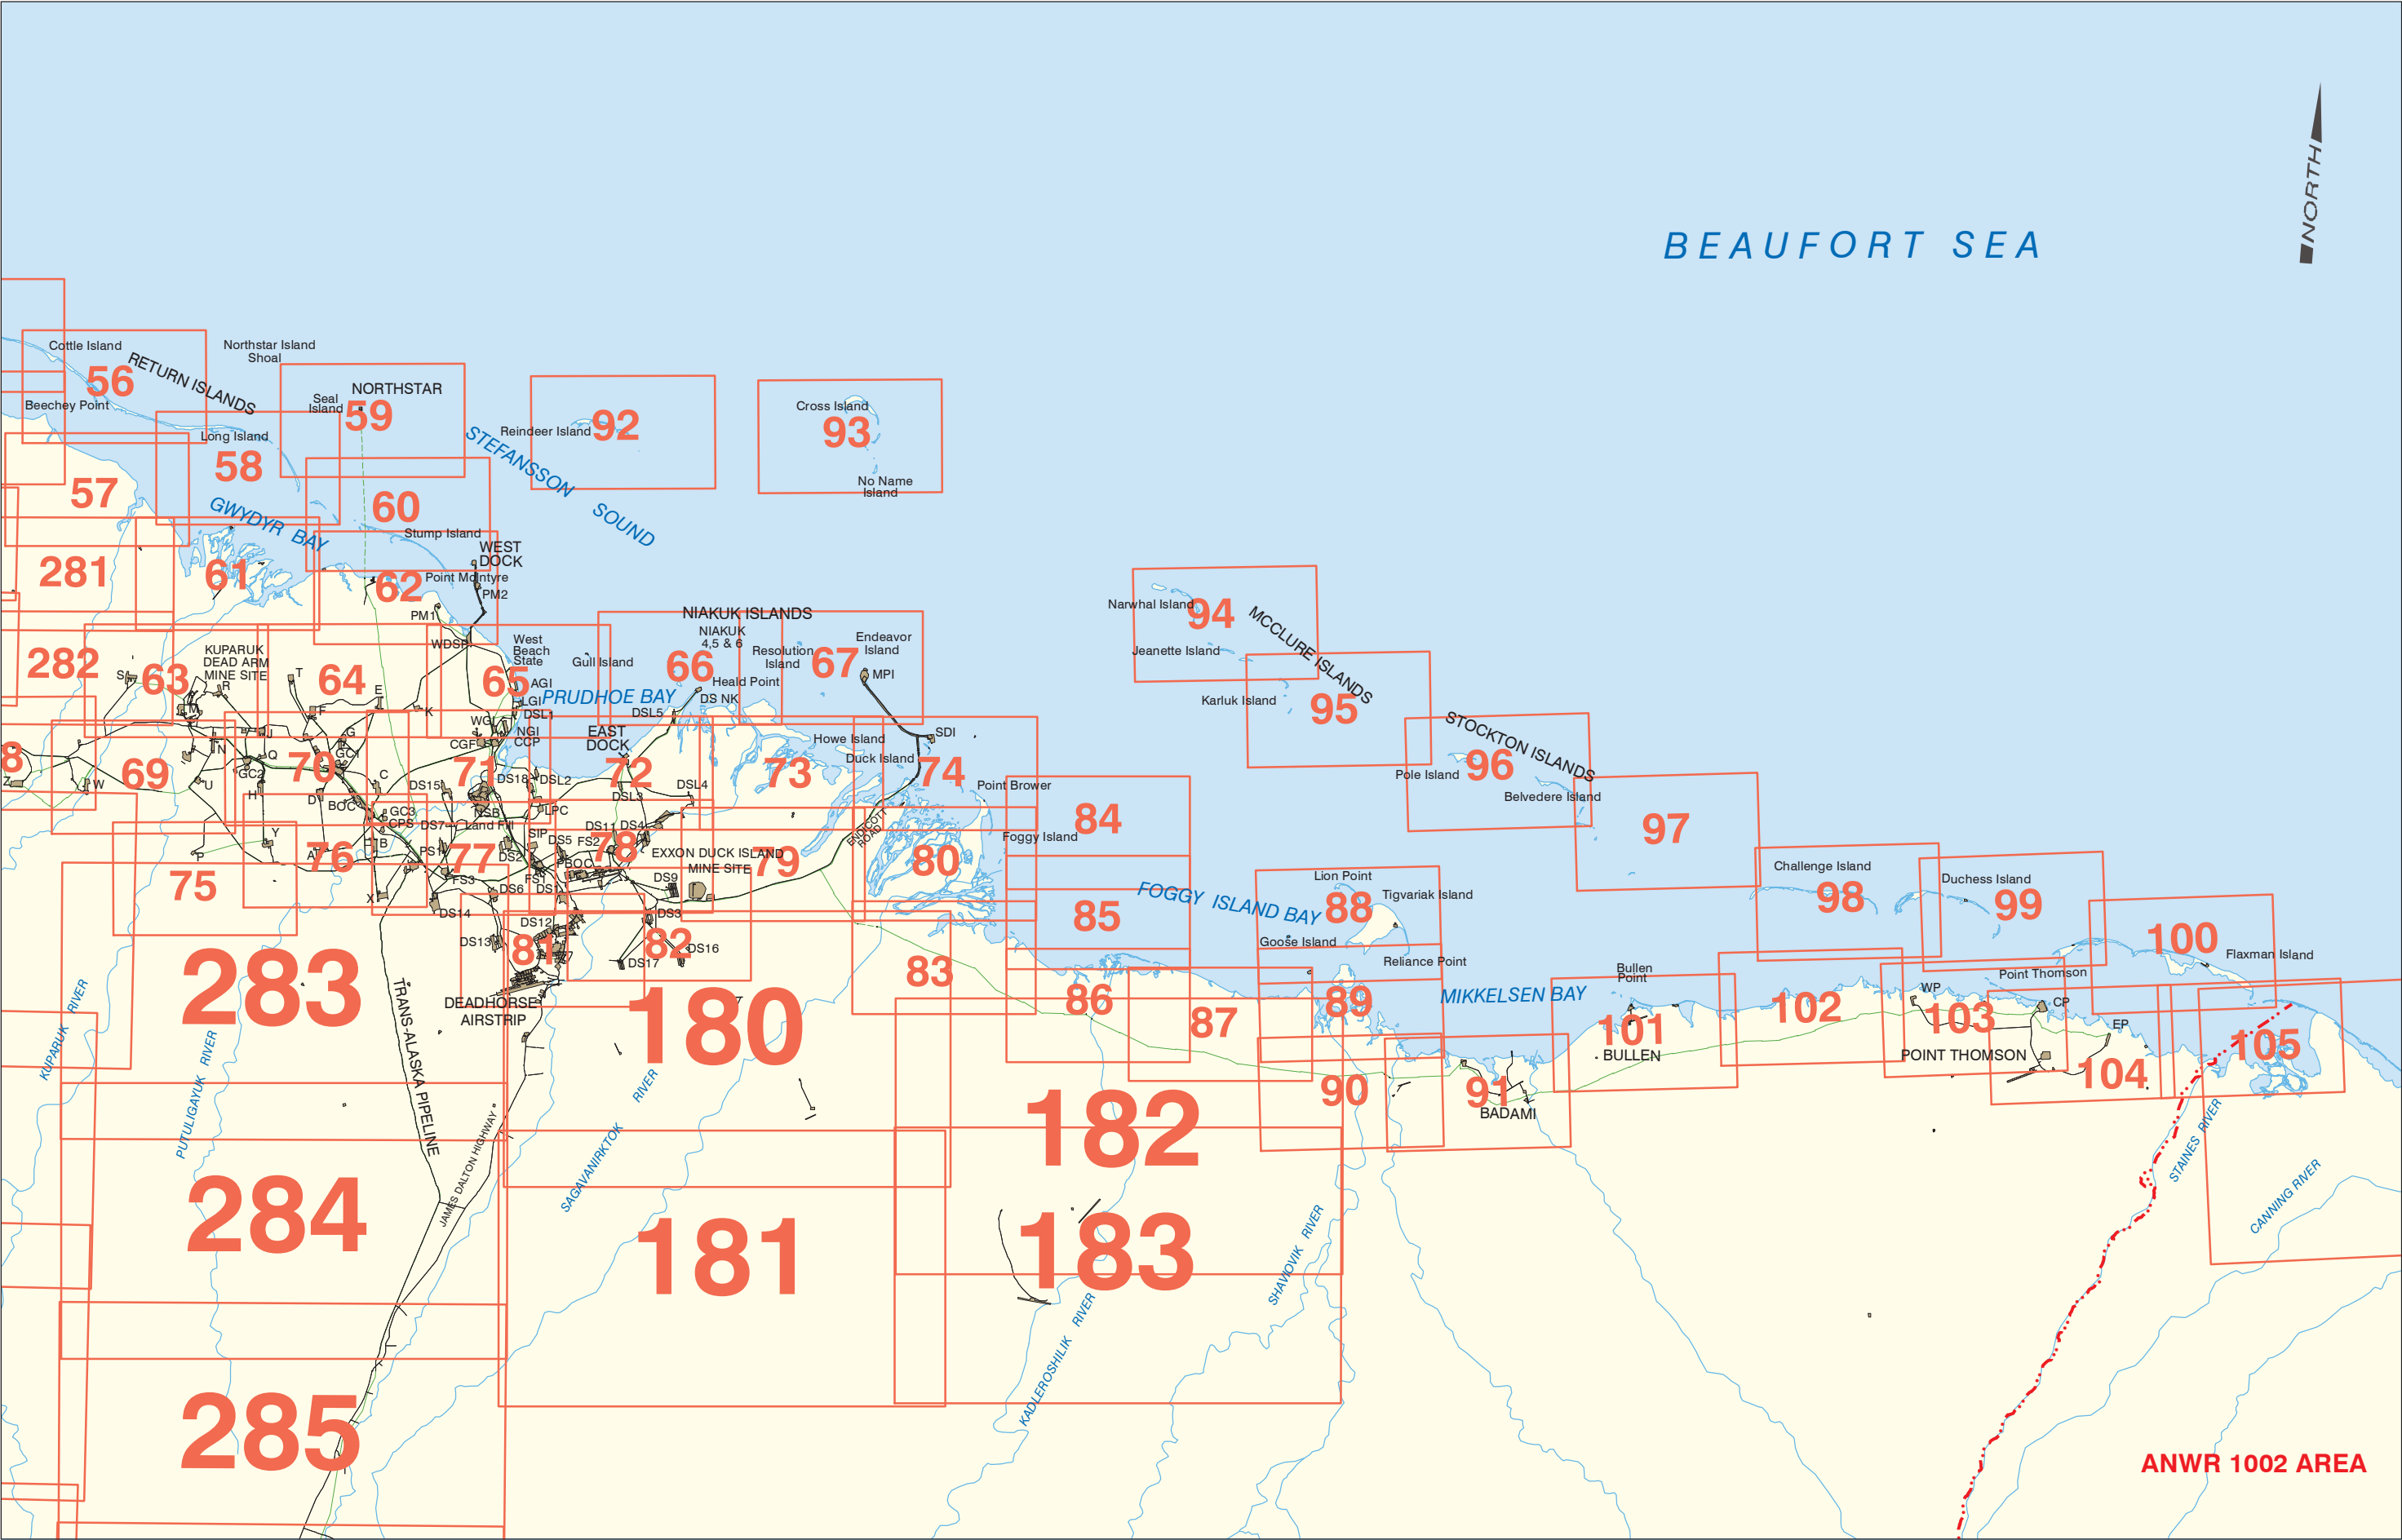 BEAUFORT SEA
NORTH
Cottle Island
RETURN ISLANDS
56
Beechey Point
Northstar Island
Shoal
Seal
Island
NORTHSTAR
59
Long Island
58
57
60
GWYDYR BAY
STEFANSSON SOUND
Reindeer Island
92
Cross Island
93
No Name
Island
Stump Island
WEST
DOCK
281
61
62
Point McIntyre
PM2
PM1
WDSP
282
63
KUPARUK
DEAD ARM
MINE SITE
R
S
M
T
64
E
F
K
West
Beach
State
65
Gull Island
AGI
LGI
DSL1
PRUDHOE BAY
NIAKUK ISLANDS
NIAKUK
4,5 & 6
66
Heald Point
DS NK
DSL5
Resolution
Island
67
Endeavor
Island
MPI
Narwhal Island
94
MCCLURE ISLANDS
Jeanette Island
Karluk Island
95
STOCKTON ISLANDS
Pole Island
96
Belvedere Island
97
8
Z
W
69
N
J
Q
GC2
U
H
70
G
GC1
D
BOC
C
GC3
CPS
WGI
NGI
CCP
CGF
71
DS15
DS18
DSL2
NSB
LPC
EAST
DOCK
72
DSL3
DSL4
73
Howe Island
Duck Island
SDI
74
Point Brower
ENDICOTT
ROAD
84
Foggy Island
Y
P
75
A
76
B
X
DS7
Land Fill
PS1
77
DS2
SIP
DS5
FS2
DS11
DS4
78
PBOC
FS3
DS6
FS1
DS1
DS14
EXXON DUCK ISLAND
MINE SITE
79
DS9
DS3
80
85
FOGGY ISLAND BAY
Lion Point
88
Tigvariak Island
Goose Island
Reliance Point
Challenge Island
98
Duchess Island
99
100
Flaxman Island
283
DS12
DS13
81
82
DS16
DS17
83
86
87
89
MIKKELSEN BAY
Bullen
Point
101
BULLEN
102
WP
103
Point Thomson
CP
POINT THOMSON
EP
104
105
DEADHORSE
AIRSTRIP
180
KUPARUK RIVER
PUTULIGAYUK RIVER
TRANS-ALASKA PIPELINE
JAMES DALTON HIGHWAY
SAGAVANIRKTOK RIVER
90
91
BADAMI
182
STAINES RIVER
CANNING RIVER
284
181
183
SHAVIOVIK RIVER
KADLEROSHILIK RIVER
285
ANWR 1002 AREA